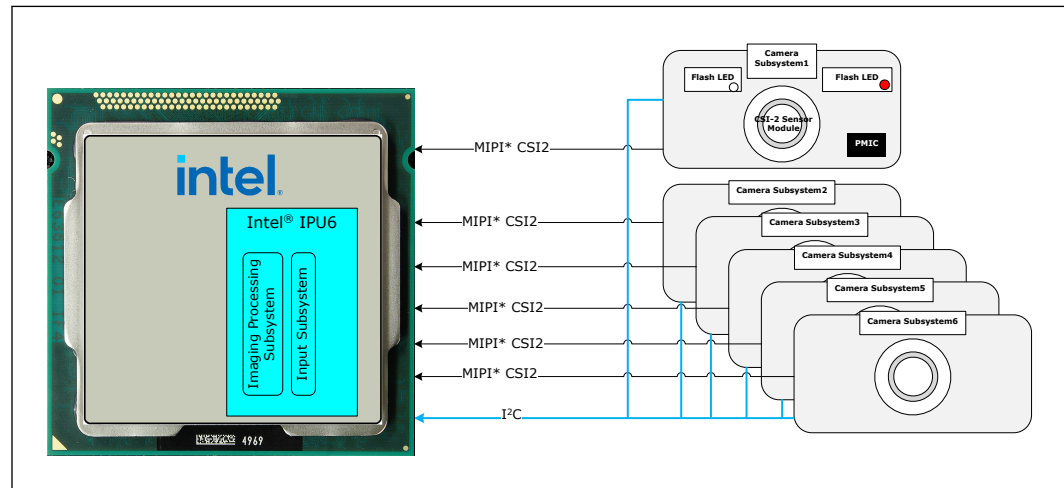 Camera
Subsystem1
Flash LED
Flash LED
CSI-2 Sensor
Module
PMIC
intel.
Intel® IPU6
Imaging Processing
Subsystem
Input Subsystem
4969
MIPI* CSI2
MIPI* CSI2
MIPI* CSI2
MIPI* CSI2
MIPI* CSI2
MIPI* CSI2
I²C
Camera Subsystem2
Camera Subsystem3
Camera Subsystem4
Camera Subsystem5
Camera Subsystem6